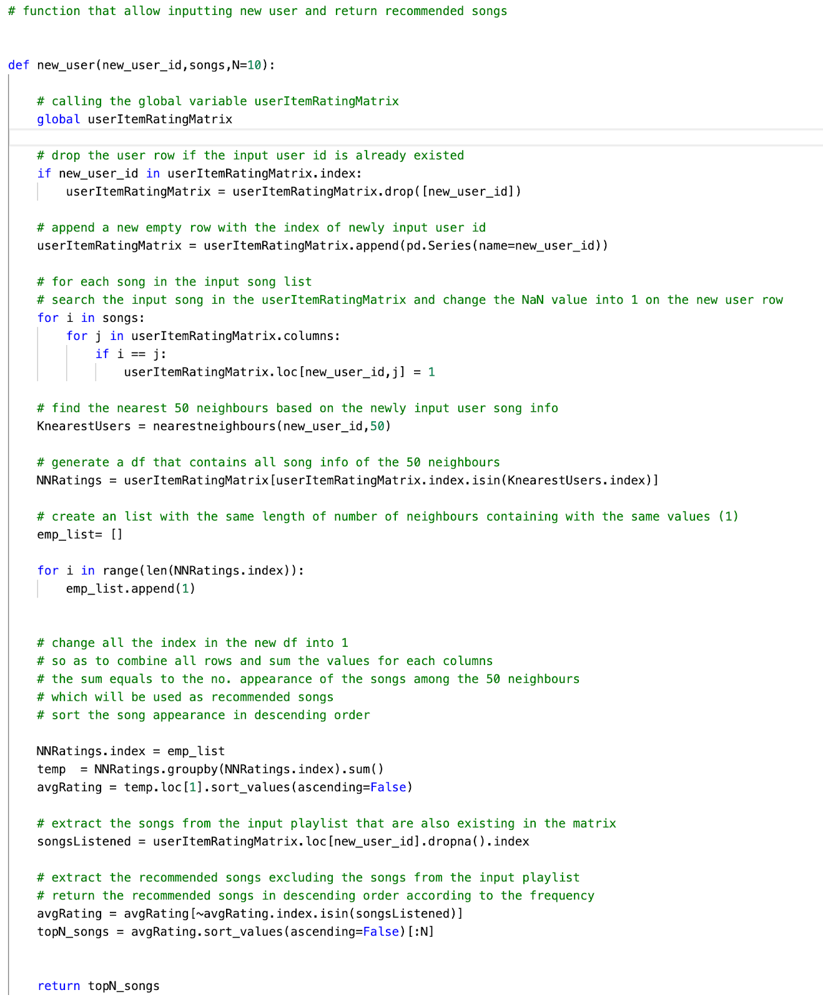 # function that allow inputting new user and return recommended songs
def new_user(new_user_id,songs,N=10):
# calling the global variable userItemRatingMatrix
global userItemRatingMatrix
# drop the user row if the input user id is already existed
if new_user_id in userItemRatingMatrix.index:
userItemRatingMatrix = userItemRatingMatrix.drop([new_user_id])
# append a new empty row with the index of newly input user id
userItemRatingMatrix = userItemRatingMatrix.append(pd.Series(name=new_user_id))
# for each song in the input song list
# search the input song in the userItemRatingMatrix and change the NaN value into 1 on the new user row
for i in songs:
for j in userItemRatingMatrix.columns:
if i == j:
userItemRatingMatrix.loc[new_user_id,j] = 1
# find the nearest 50 neighbours based on the newly input user song info
KnearestUsers = nearestneighbours(new_user_id,50)
# generate a df that contains all song info of the 50 neighbours
NNRatings = userItemRatingMatrix[userItemRatingMatrix.index.isin(KnearestUsers.index)]
# create an list with the same length of number of neighbours containing with the same values (1)
emp_list= []
for i in range(len(NNRatings.index)):
emp_list.append(1)
# change all the index in the new df into 1
# so as to combine all rows and sum the values for each columns
# the sum equals to the no. appearance of the songs among the 50 neighbours
# which will be used as recommended songs
# sort the song appearance in descending order
NNRatings.index = emp_list
temp  = NNRatings.groupby(NNRatings.index).sum()
avgRating = temp.loc[1].sort_values(ascending=False)
# extract the songs from the input playlist that are also existing in the matrix
songsListened = userItemRatingMatrix.loc[new_user_id].dropna().index
# extract the recommended songs excluding the songs from the input playlist
# return the recommended songs in descending order according to the frequency
avgRating = avgRating[~avgRating.index.isin(songsListened)]
topN_songs = avgRating.sort_values(ascending=False)[:N]
return topN_songs